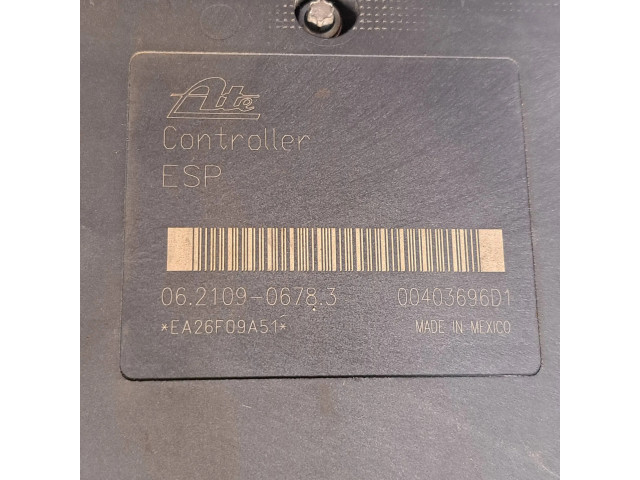 Ate
Controller
ESP
06.2109-0678.3 00403696D1
*EA26F09A51* MADE IN MEXICO